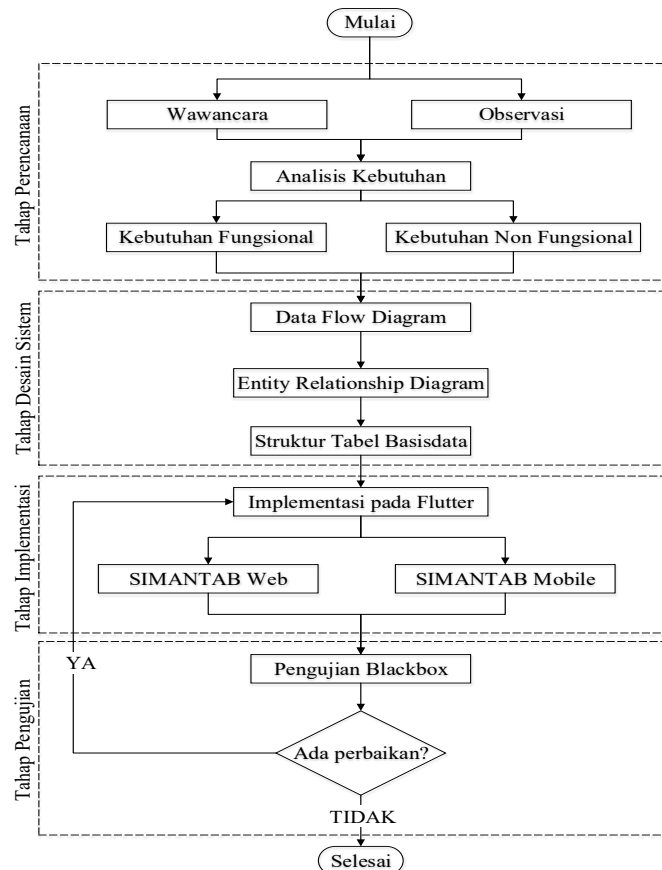 Mulai
Tahap Perencanaan
Wawancara
Observasi
Analisis Kebutuhan
Kebutuhan Fungsional
Kebutuhan Non Fungsional
Tahap Desain Sistem
Data Flow Diagram
Entity Relationship Diagram
Struktur Tabel Basisdata
Tahap Implementasi
Implementasi pada Flutter
SIMANTAB Web
SIMANTAB Mobile
Tahap Pengujian
YA
Pengujian Blackbox
Ada perbaikan?
TIDAK
Selesai